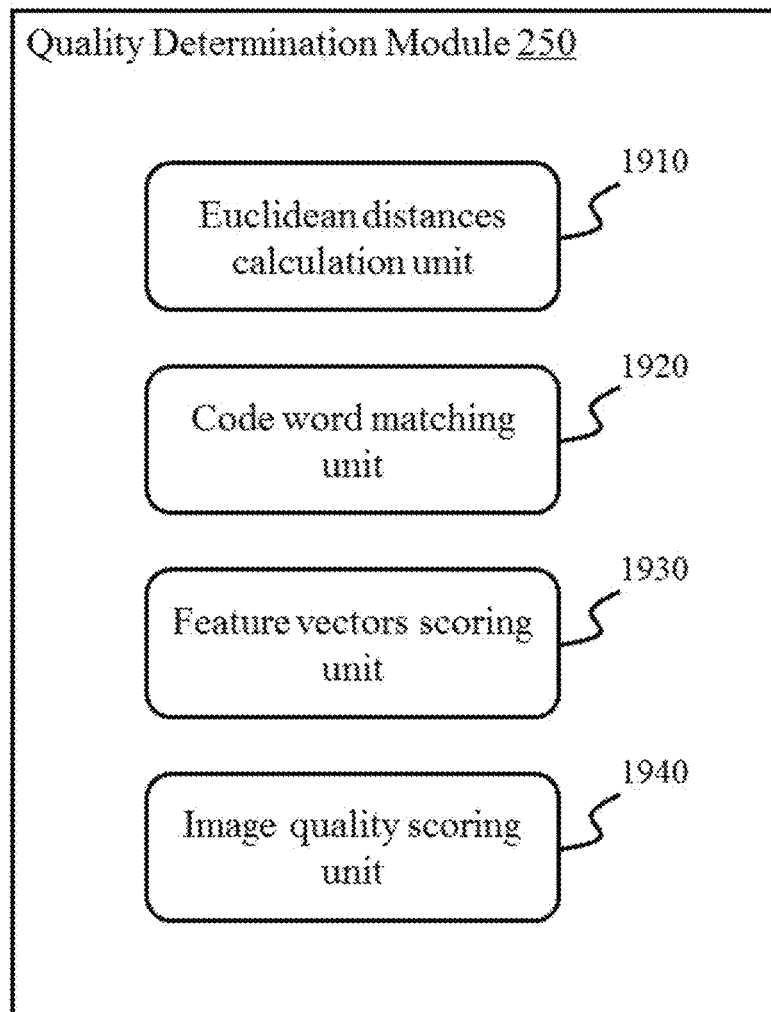 Quality Determination Module 250
1910
Euclidean distances
calculation unit
1920
Code word matching
unit
1930
Feature vectors scoring
unit
1940
Image quality scoring
unit